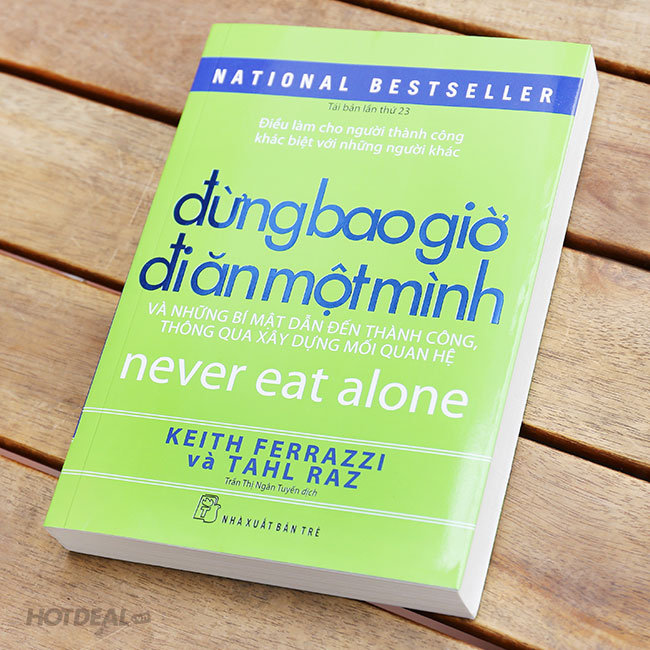 NATIONAL BESTSELLER
Tái bản lần thứ 23
Điều làm cho người thành công
khác biệt với những người khác
đừng bao giờ
đi ăn một mình
VÀ NHỮNG BÍ MẬT DẪN ĐẾN THÀNH CÔNG,
THÔNG QUA XÂY DỰNG MỐI QUAN HỆ
never eat alone
KEITH FERRAZZI
và TAHL RAZ
Trần Thị Ngân Tuyến dịch
NHÀ XUẤT BẢN TRẺ
HOTDEAL.vn